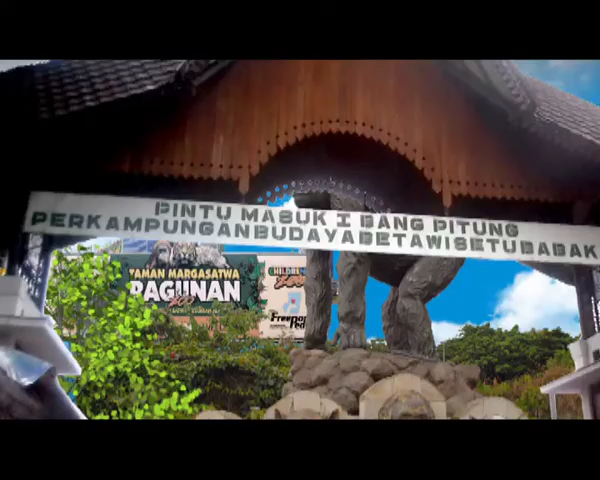 PINTU MASUK I BANG PITUNG
PERKAMPUNGANBUDAYABETAWISETUBABAK
TAMAN MARGASATWA
RAGUNAN
ZOO